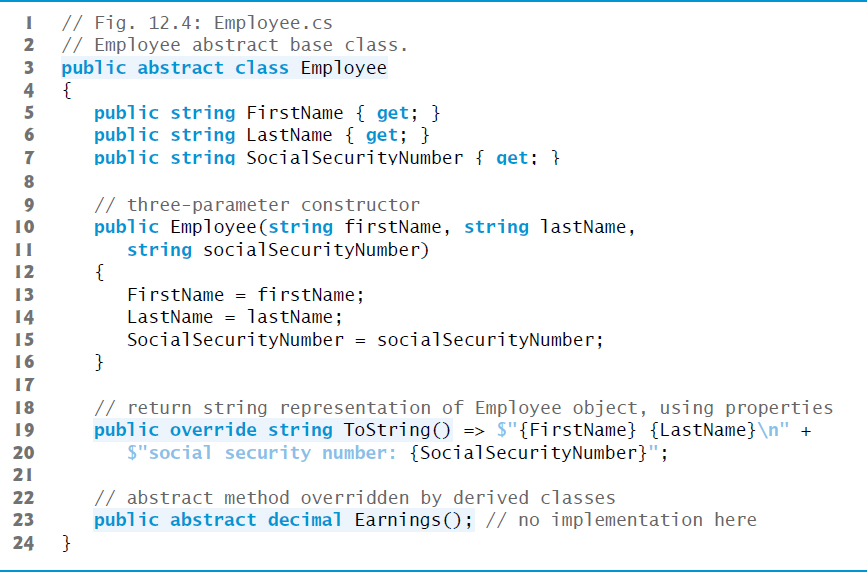 1 // Fig. 12.4: Employee.cs
2 // Employee abstract base class.
3 public abstract class Employee
4 {
5 public string FirstName { get; }
6 public string LastName { get; }
7 public string SocialSecurityNumber { get; }
8
9 // three-parameter constructor
10 public Employee(string firstName, string lastName,
11 string socialSecurityNumber)
12 {
13 FirstName = firstName;
14 LastName = lastName;
15 SocialSecurityNumber = socialSecurityNumber;
16 }
17
18 // return string representation of Employee object, using properties
19 public override string ToString() => $"{FirstName} {LastName}\n" +
20 $"social security number: {SocialSecurityNumber}";
21
22 // abstract method overridden by derived classes
23 public abstract decimal Earnings(); // no implementation here
24 }